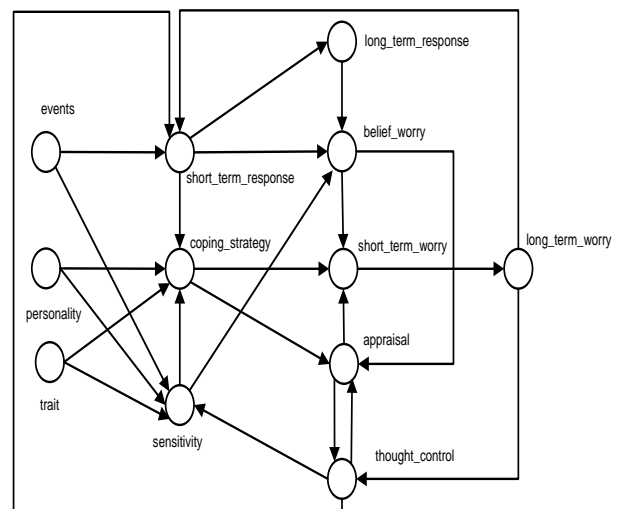 long_term_response
events
belief_worry
short_term_response
coping_strategy
short_term_worry
long_term_worry
personality
appraisal
trait
sensitivity
thought_control